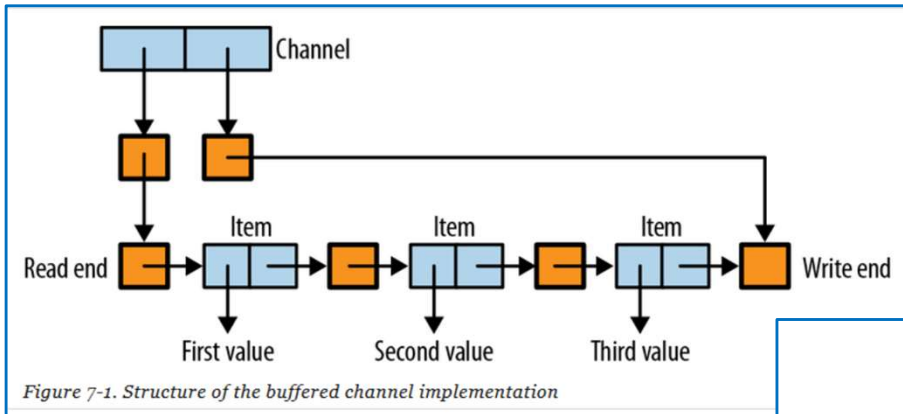 Channel
Item Item Item
Read end Write end
First value Second value Third value
Figure 7-1. Structure of the buffered channel implementation